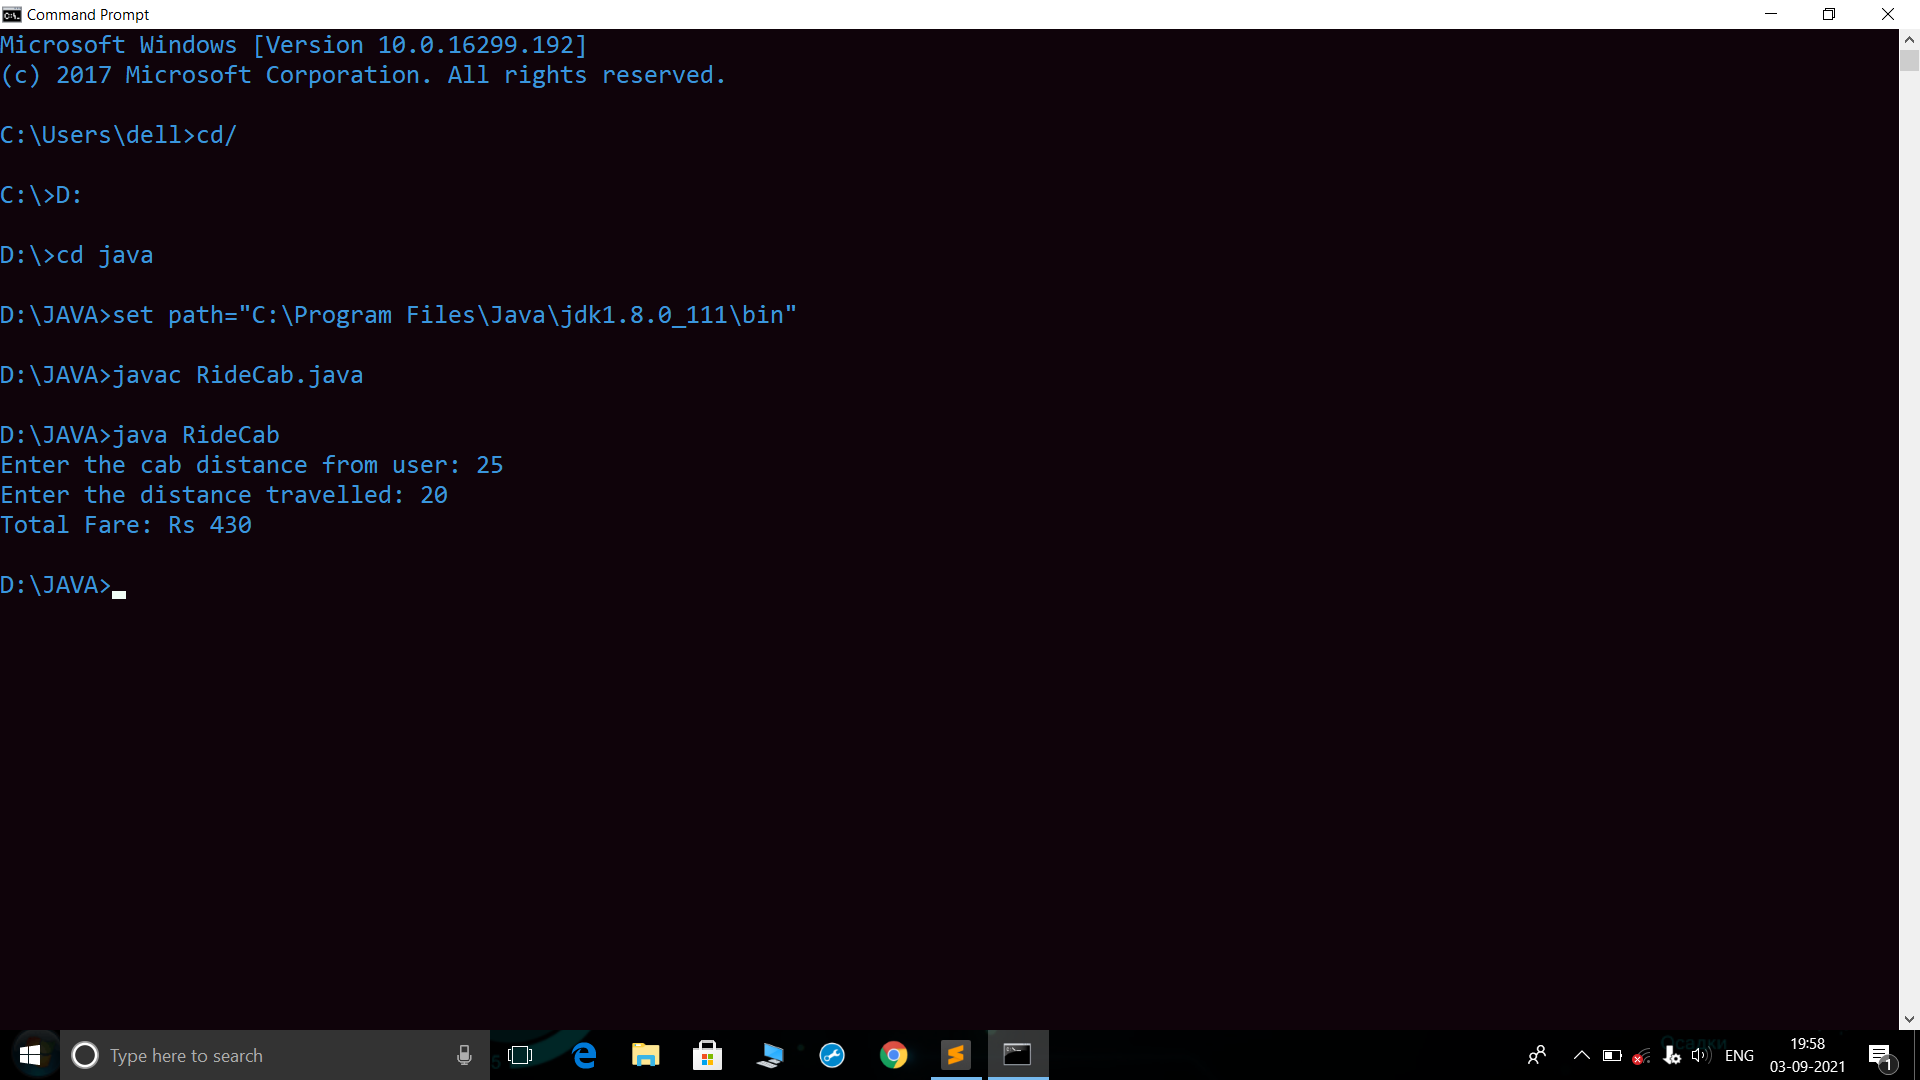 Command Prompt
Microsoft Windows [Version 10.0.16299.192]
(c) 2017 Microsoft Corporation. All rights reserved.
C:\Users\dell>cd/
C:\>D:
D:\>cd java
D:\JAVA>set path="C:\Program Files\Java\jdk1.8.0_111\bin"
D:\JAVA>javac RideCab.java
D:\JAVA>java RideCab
Enter the cab distance from user: 25
Enter the distance travelled: 20
Total Fare: Rs 430
D:\JAVA>
Type here to search
ENG
19:58
03-09-2021
1